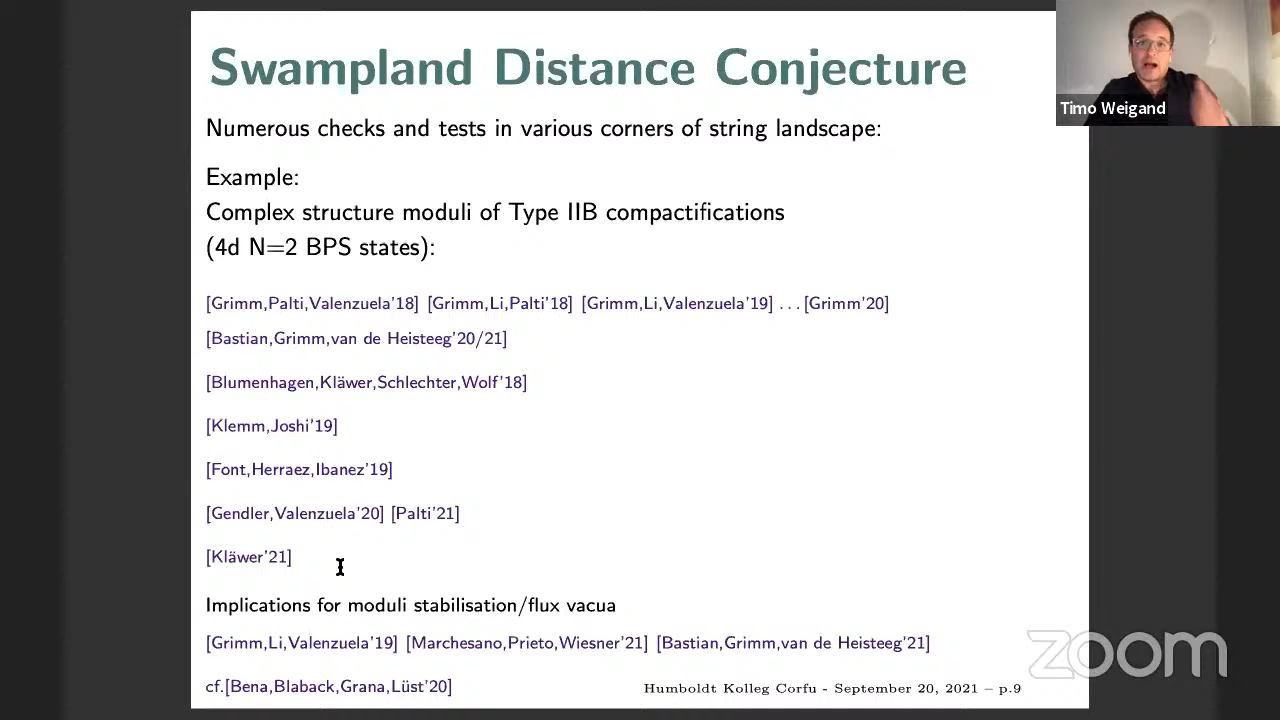 Swampland Distance Conjecture
Timo Weigand
Numerous checks and tests in various corners of string landscape:
Example:
Complex structure moduli of Type IIB compactifications
(4d N=2 BPS states):
[Grimm,Palti,Valenzuela'18] [Grimm,Li,Palti'18] [Grimm,Li,Valenzuela'19] ...[Grimm'20]
[Bastian,Grimm,van de Heisteeg'20/21]
[Blumenhagen,Kläwer,Schlechter,Wolf'18]
[Klemm,Joshi'19]
[Font,Herraez,Ibanez'19]
[Gendler,Valenzuela'20] [Palti'21]
[Kläwer'21]
Implications for moduli stabilisation/flux vacua
[Grimm,Li,Valenzuela'19] [Marchesano,Prieto,Wiesner'21] [Bastian,Grimm,van de Heisteeg'21]
cf.[Bena,Blaback,Grana,Lüst'20]
Humboldt Kolleg Corfu - September 20, 2021 – p.9
zoom